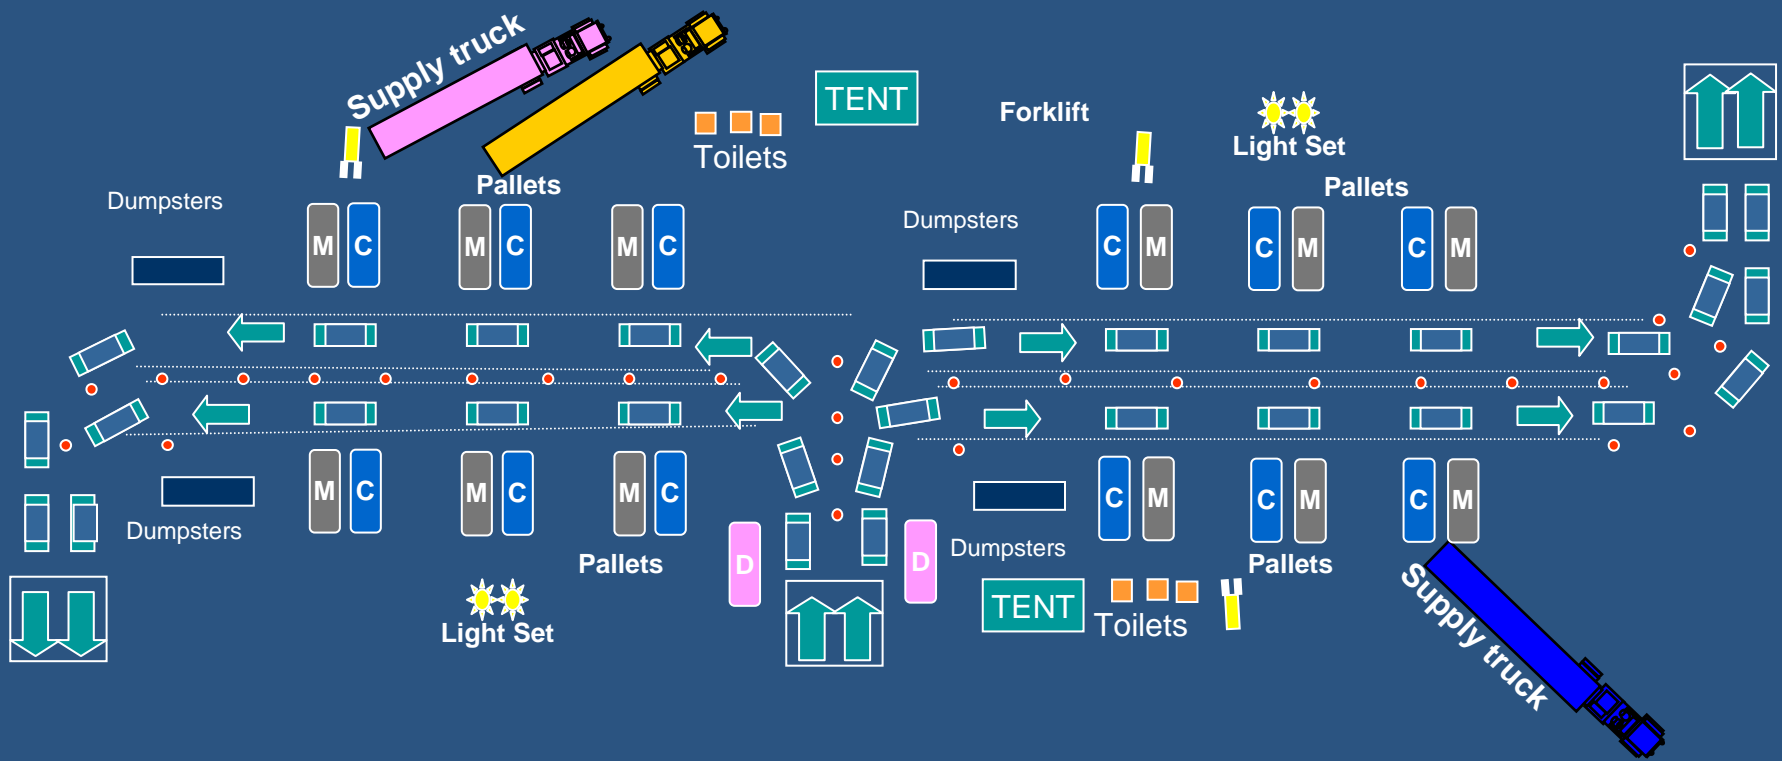 Supply truck
TENT
Forklift
Light Set
Toilets
Pallets
Pallets
Dumpsters
Dumpsters
M C M C M C
C M C M C M
M C M C M C
C M C M C M
Dumpsters
Dumpsters
D
D
Pallets
Pallets
Light Set
TENT
Toilets
Supply truck